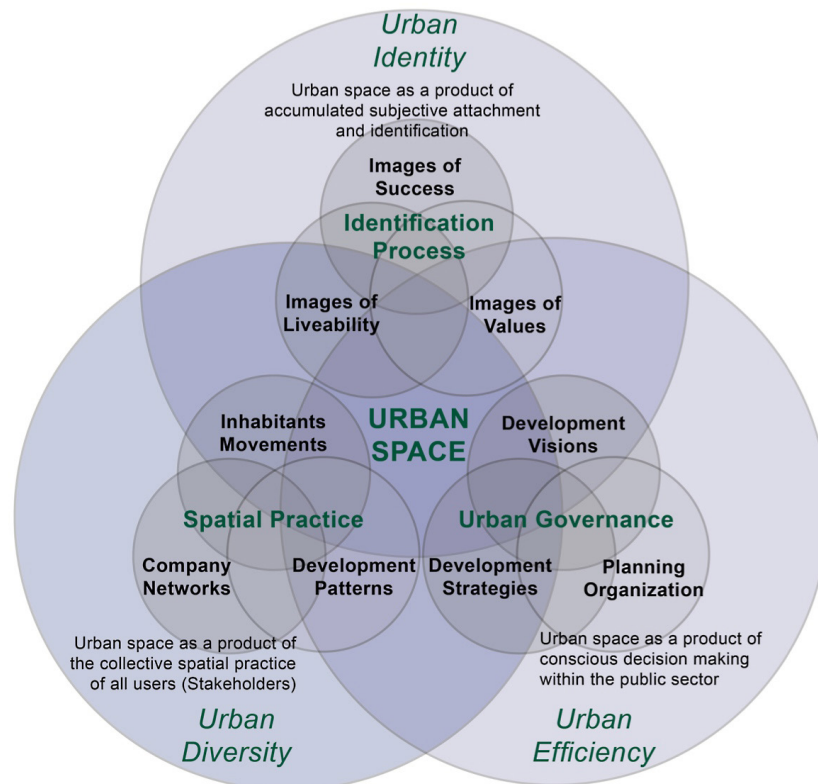 Urban
Identity
Urban space as a product of
accumulated subjective attachment
and identification
Images of
Success
Identification
Process
Images of
Liveability
Images of
Values
URBAN
SPACE
Inhabitants
Movements
Development
Visions
Spatial Practice
Urban Governance
Company
Networks
Development
Patterns
Development
Strategies
Planning
Organization
Urban space as a product of
the collective spatial practice
of all users (Stakeholders)
Urban space as a product of
conscious decision making
within the public sector
Urban
Diversity
Urban
Efficiency